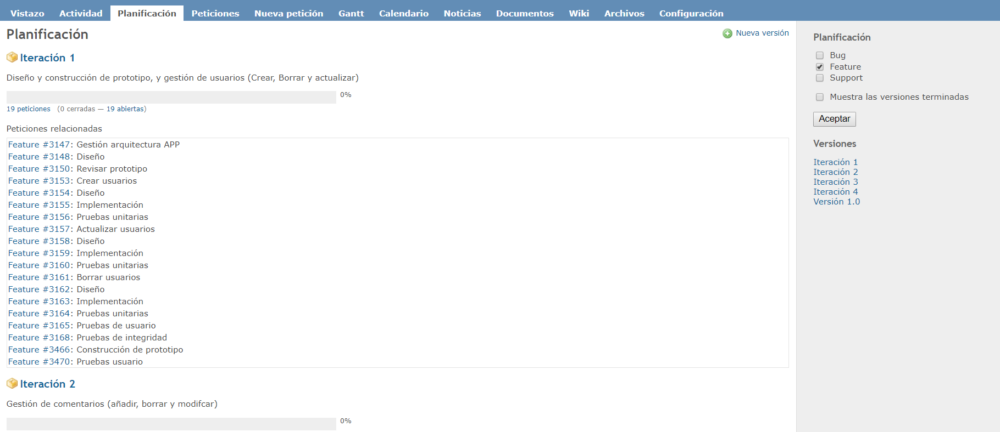 Vistazo Actividad Planificación Peticiones Nueva petición Gantt Calendario Noticias Documentos Wiki Archivos Configuración
Planificación
Nueva versión
Iteración 1
Diseño y construcción de prototipo, y gestión de usuarios (Crear, Borrar y actualizar)
0%
19 peticiones (0 cerradas — 19 abiertas)
Peticiones relacionadas
Feature #3147: Gestión arquitectura APP
Feature #3148: Diseño
Feature #3150: Revisar prototipo
Feature #3153: Crear usuarios
Feature #3154: Diseño
Feature #3155: Implementación
Feature #3156: Pruebas unitarias
Feature #3157: Actualizar usuarios
Feature #3158: Diseño
Feature #3159: Implementación
Feature #3160: Pruebas unitarias
Feature #3161: Borrar usuarios
Feature #3162: Diseño
Feature #3163: Implementación
Feature #3164: Pruebas unitarias
Feature #3165: Pruebas de usuario
Feature #3168: Pruebas de integridad
Feature #3466: Construcción de prototipo
Feature #3470: Pruebas usuario
Iteración 2
Gestión de comentarios (añadir, borrar y modifcar)
0%
Planificación
Bug
Feature
Support
Muestra las versiones terminadas
Aceptar
Versiones
Iteración 1
Iteración 2
Iteración 3
Iteración 4
Versión 1.0